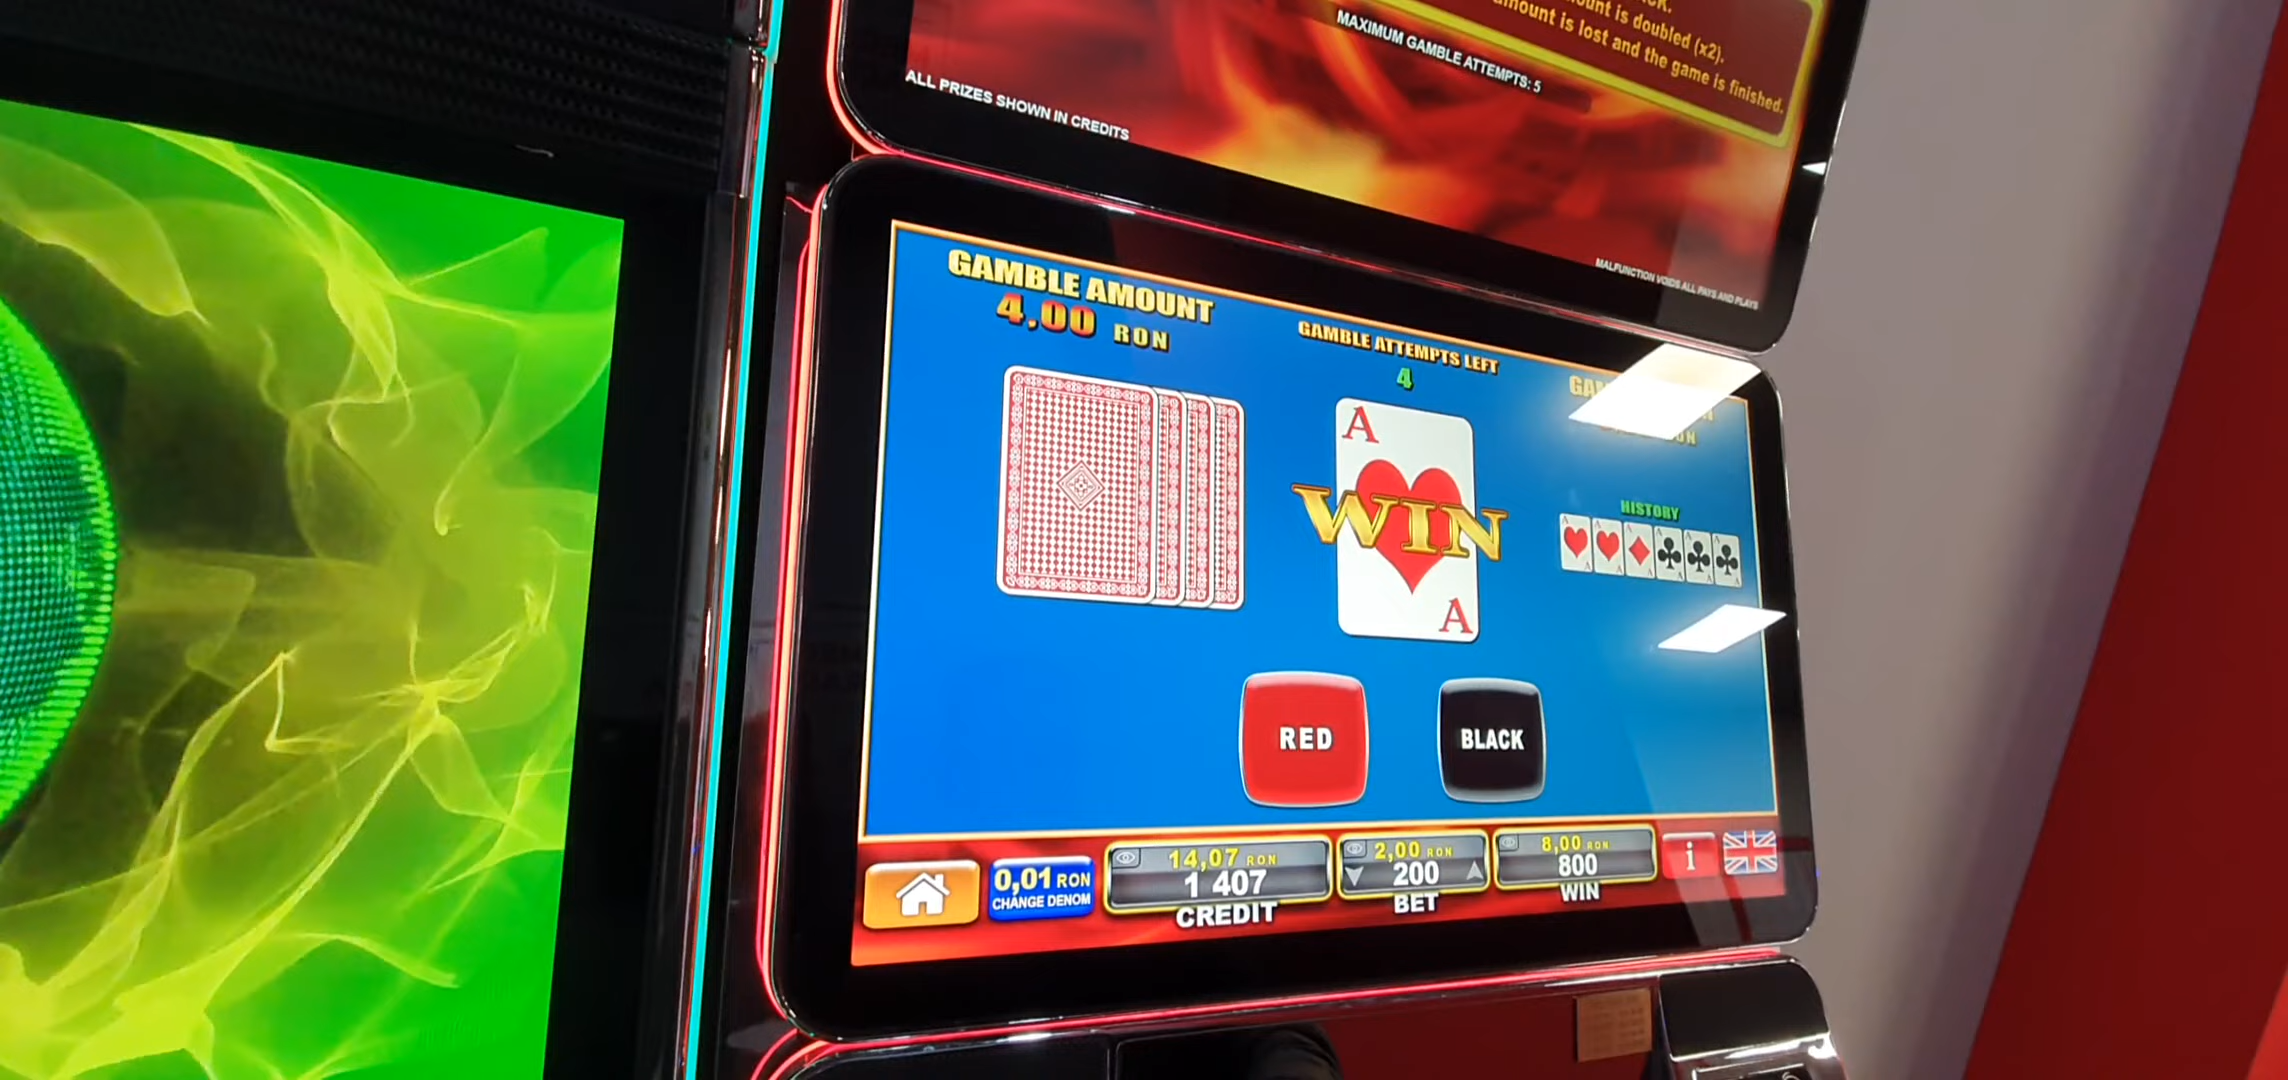 amount is doubled (x2).
amount is lost and the game is finished.
MAXIMUM GAMBLE ATTEMPTS: 5
ALL PRIZES SHOWN IN CREDITS
MALFUNCTION VOIDS ALL PAYS AND PLAYS
GAMBLE AMOUNT
4.00 RON
GAMBLE ATTEMPTS LEFT
4
A
WIN
A
HISTORY
RED
BLACK
0,01 RON
CHANGE DENOM
14,07 RON
1 407
CREDIT
2,00 RON
200
BET
8,00 RON
800
WIN
i